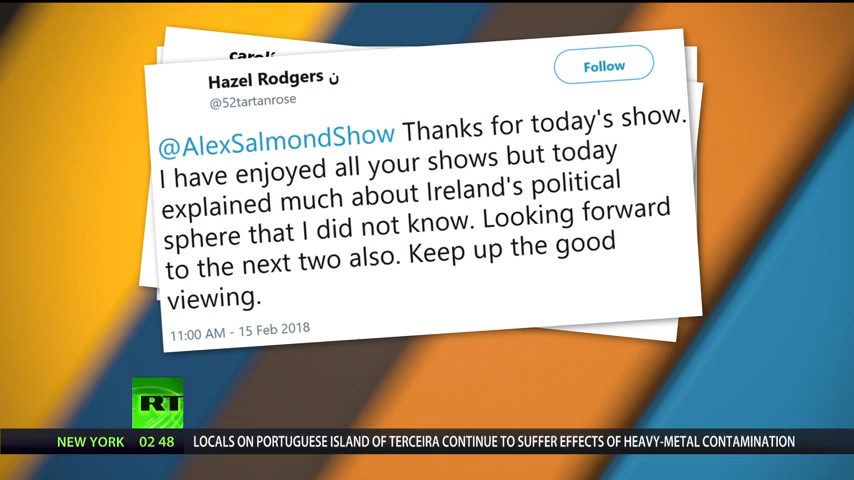 Hazel Rodgers ن
@52tartanrose
Follow
@AlexSalmondShow Thanks for today's show.
I have enjoyed all your shows but today
explained much about Ireland's political
sphere that I did not know. Looking forward
to the next two also. Keep up the good
viewing.
11:00 AM - 15 Feb 2018
RT
NEW YORK 02 48 LOCALS ON PORTUGUESE ISLAND OF TERCEIRA CONTINUE TO SUFFER EFFECTS OF HEAVY-METAL CONTAMINATION